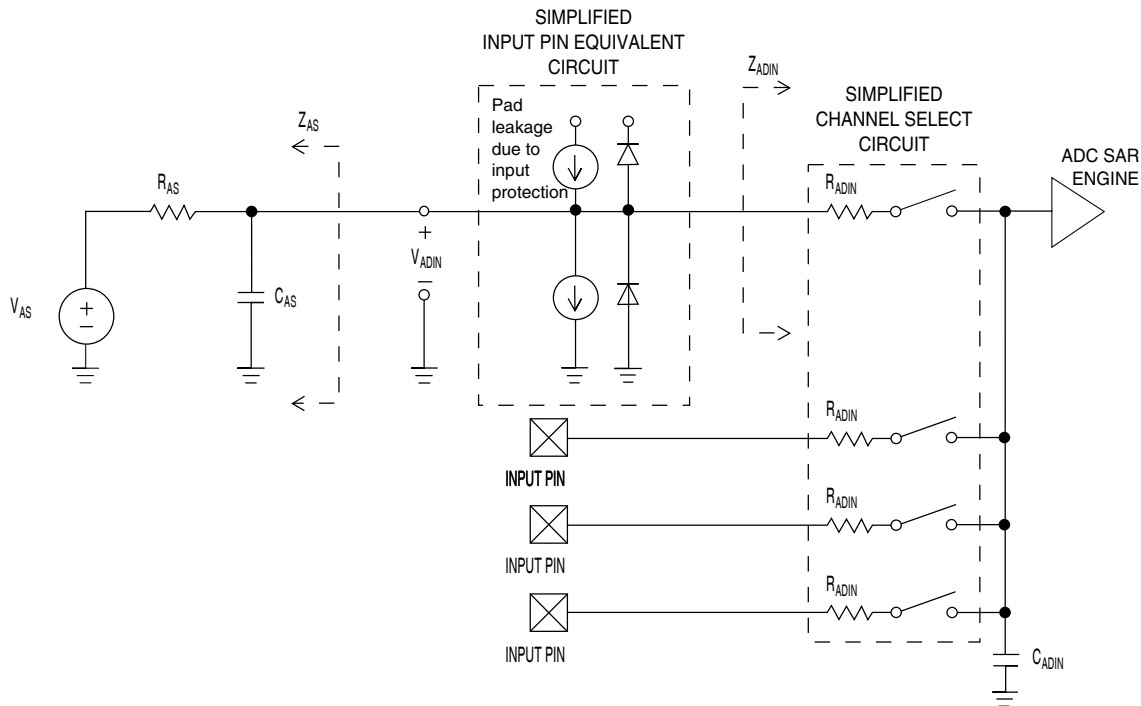 SIMPLIFIED
INPUT PIN EQUIVALENT
CIRCUIT
Pad
leakage
due to
input
protection
ZAS
ZADIN
SIMPLIFIED
CHANNEL SELECT
CIRCUIT
ADC SAR
ENGINE
RAS
RADIN
+
VADIN
–
CAS
VAS
+
–
RADIN
INPUT PIN
RADIN
INPUT PIN
RADIN
INPUT PIN
CADIN